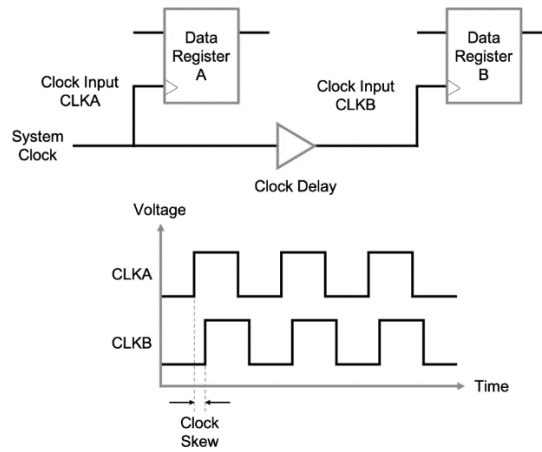 Data
Register
A
Data
Register
B
Clock Input
CLKA
Clock Input
CLKB
System
Clock
Clock Delay
Voltage
CLKA
CLKB
Time
Clock
Skew